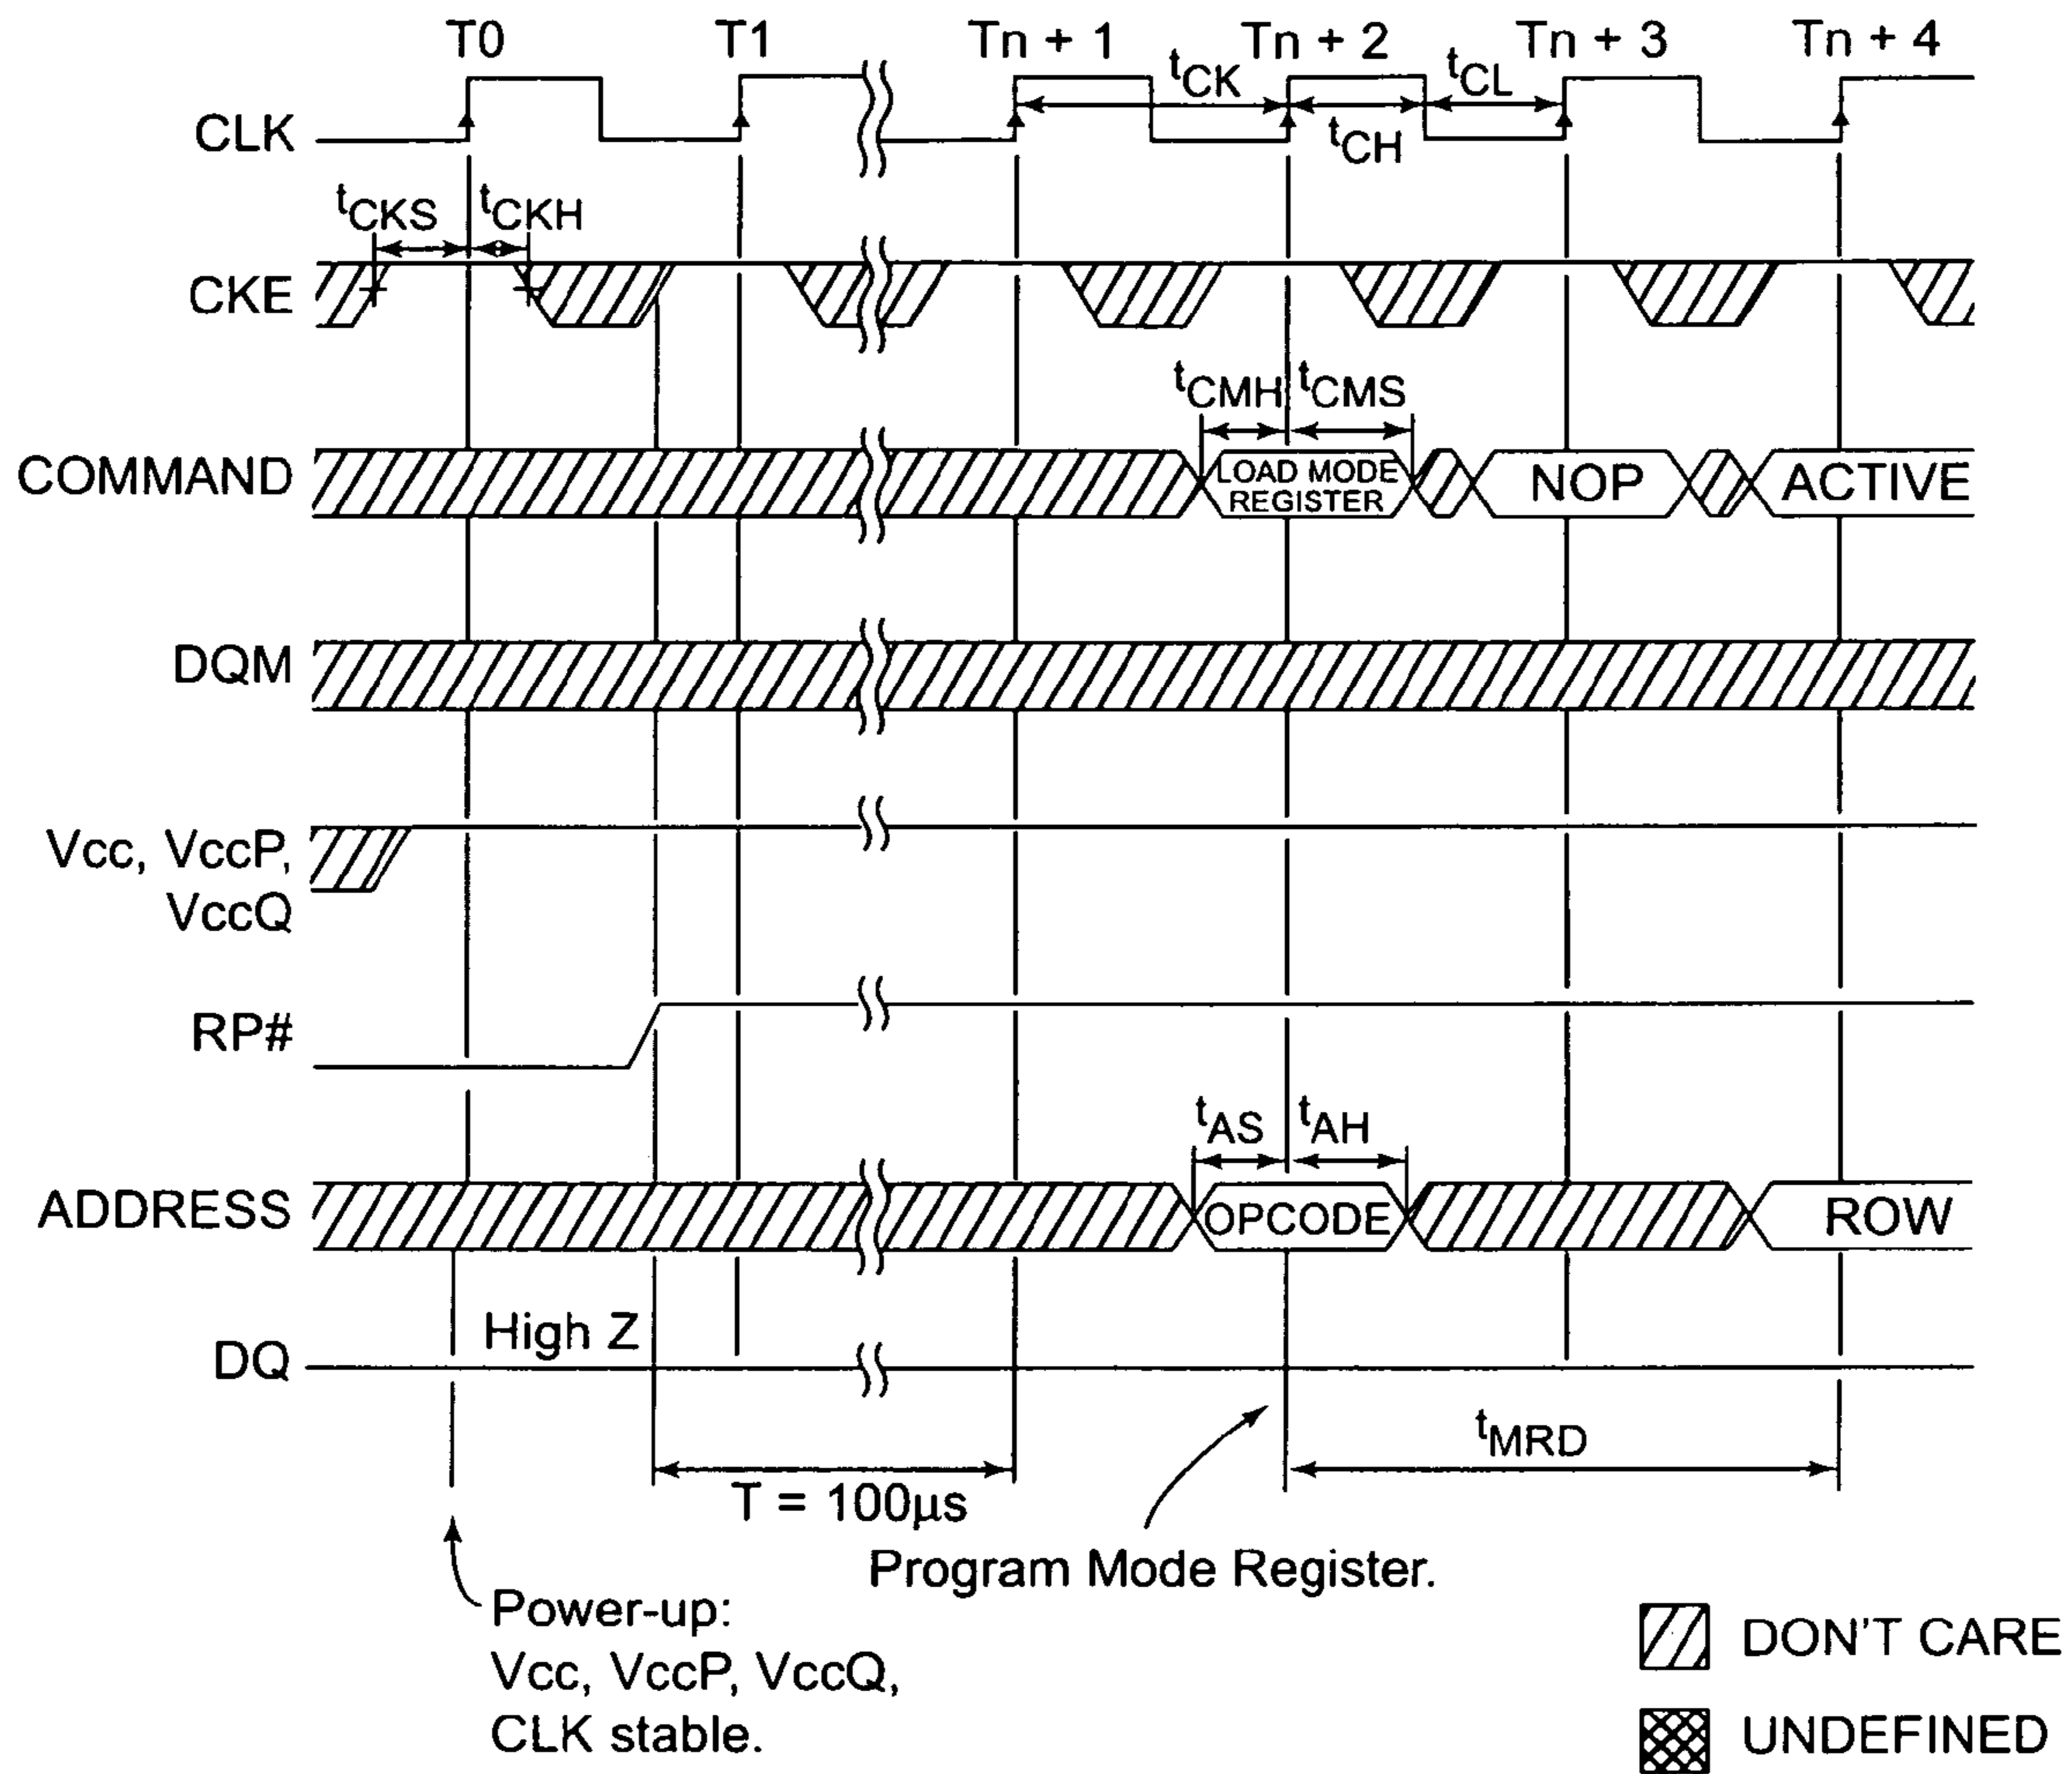 T0 T1 Tn + 1 Tn + 2 Tn + 3 Tn + 4
tCK tCL
CLK
tCH
tCKS tCKH
CKE
tCMH tCMS
COMMAND
LOAD MODE
REGISTER
NOP
ACTIVE
DQM
Vcc, VccP,
VccQ
RP#
tAS tAH
ADDRESS OPCODE ROW
High Z
DQ
tMRD
T = 100µs
Program Mode Register.
Power-up:
Vcc, VccP, VccQ,
CLK stable.
DON'T CARE
UNDEFINED